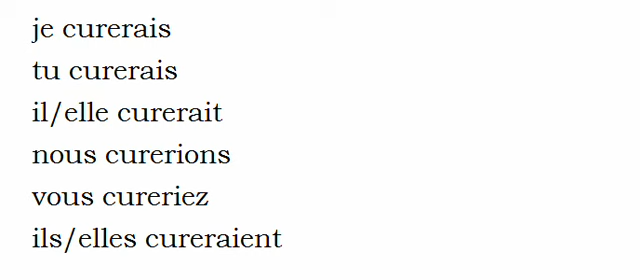 je curerais
tu curerais
il/elle curerait
nous curerions
vous cureriez
ils/elles cureraient